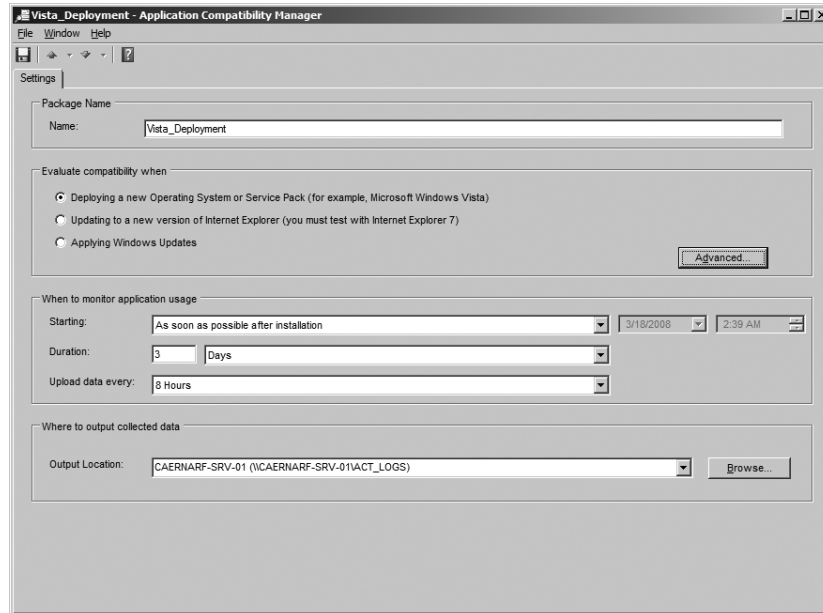 Vista_Deployment - Application Compatibility Manager
File Window Help
Settings
Package Name
Name: Vista_Deployment
Evaluate compatibility when
Deploying a new Operating System or Service Pack (for example, Microsoft Windows Vista)
Updating to a new version of Internet Explorer (you must test with Internet Explorer 7)
Applying Windows Updates
Advanced...
When to monitor application usage
Starting: As soon as possible after installation 3/18/2008 2:39 AM
Duration: 3 Days
Upload data every: 8 Hours
Where to output collected data
Output Location: CAERNARF-SRV-01 (\\CAERNARF-SRV-01\ACT_LOGS) Browse...